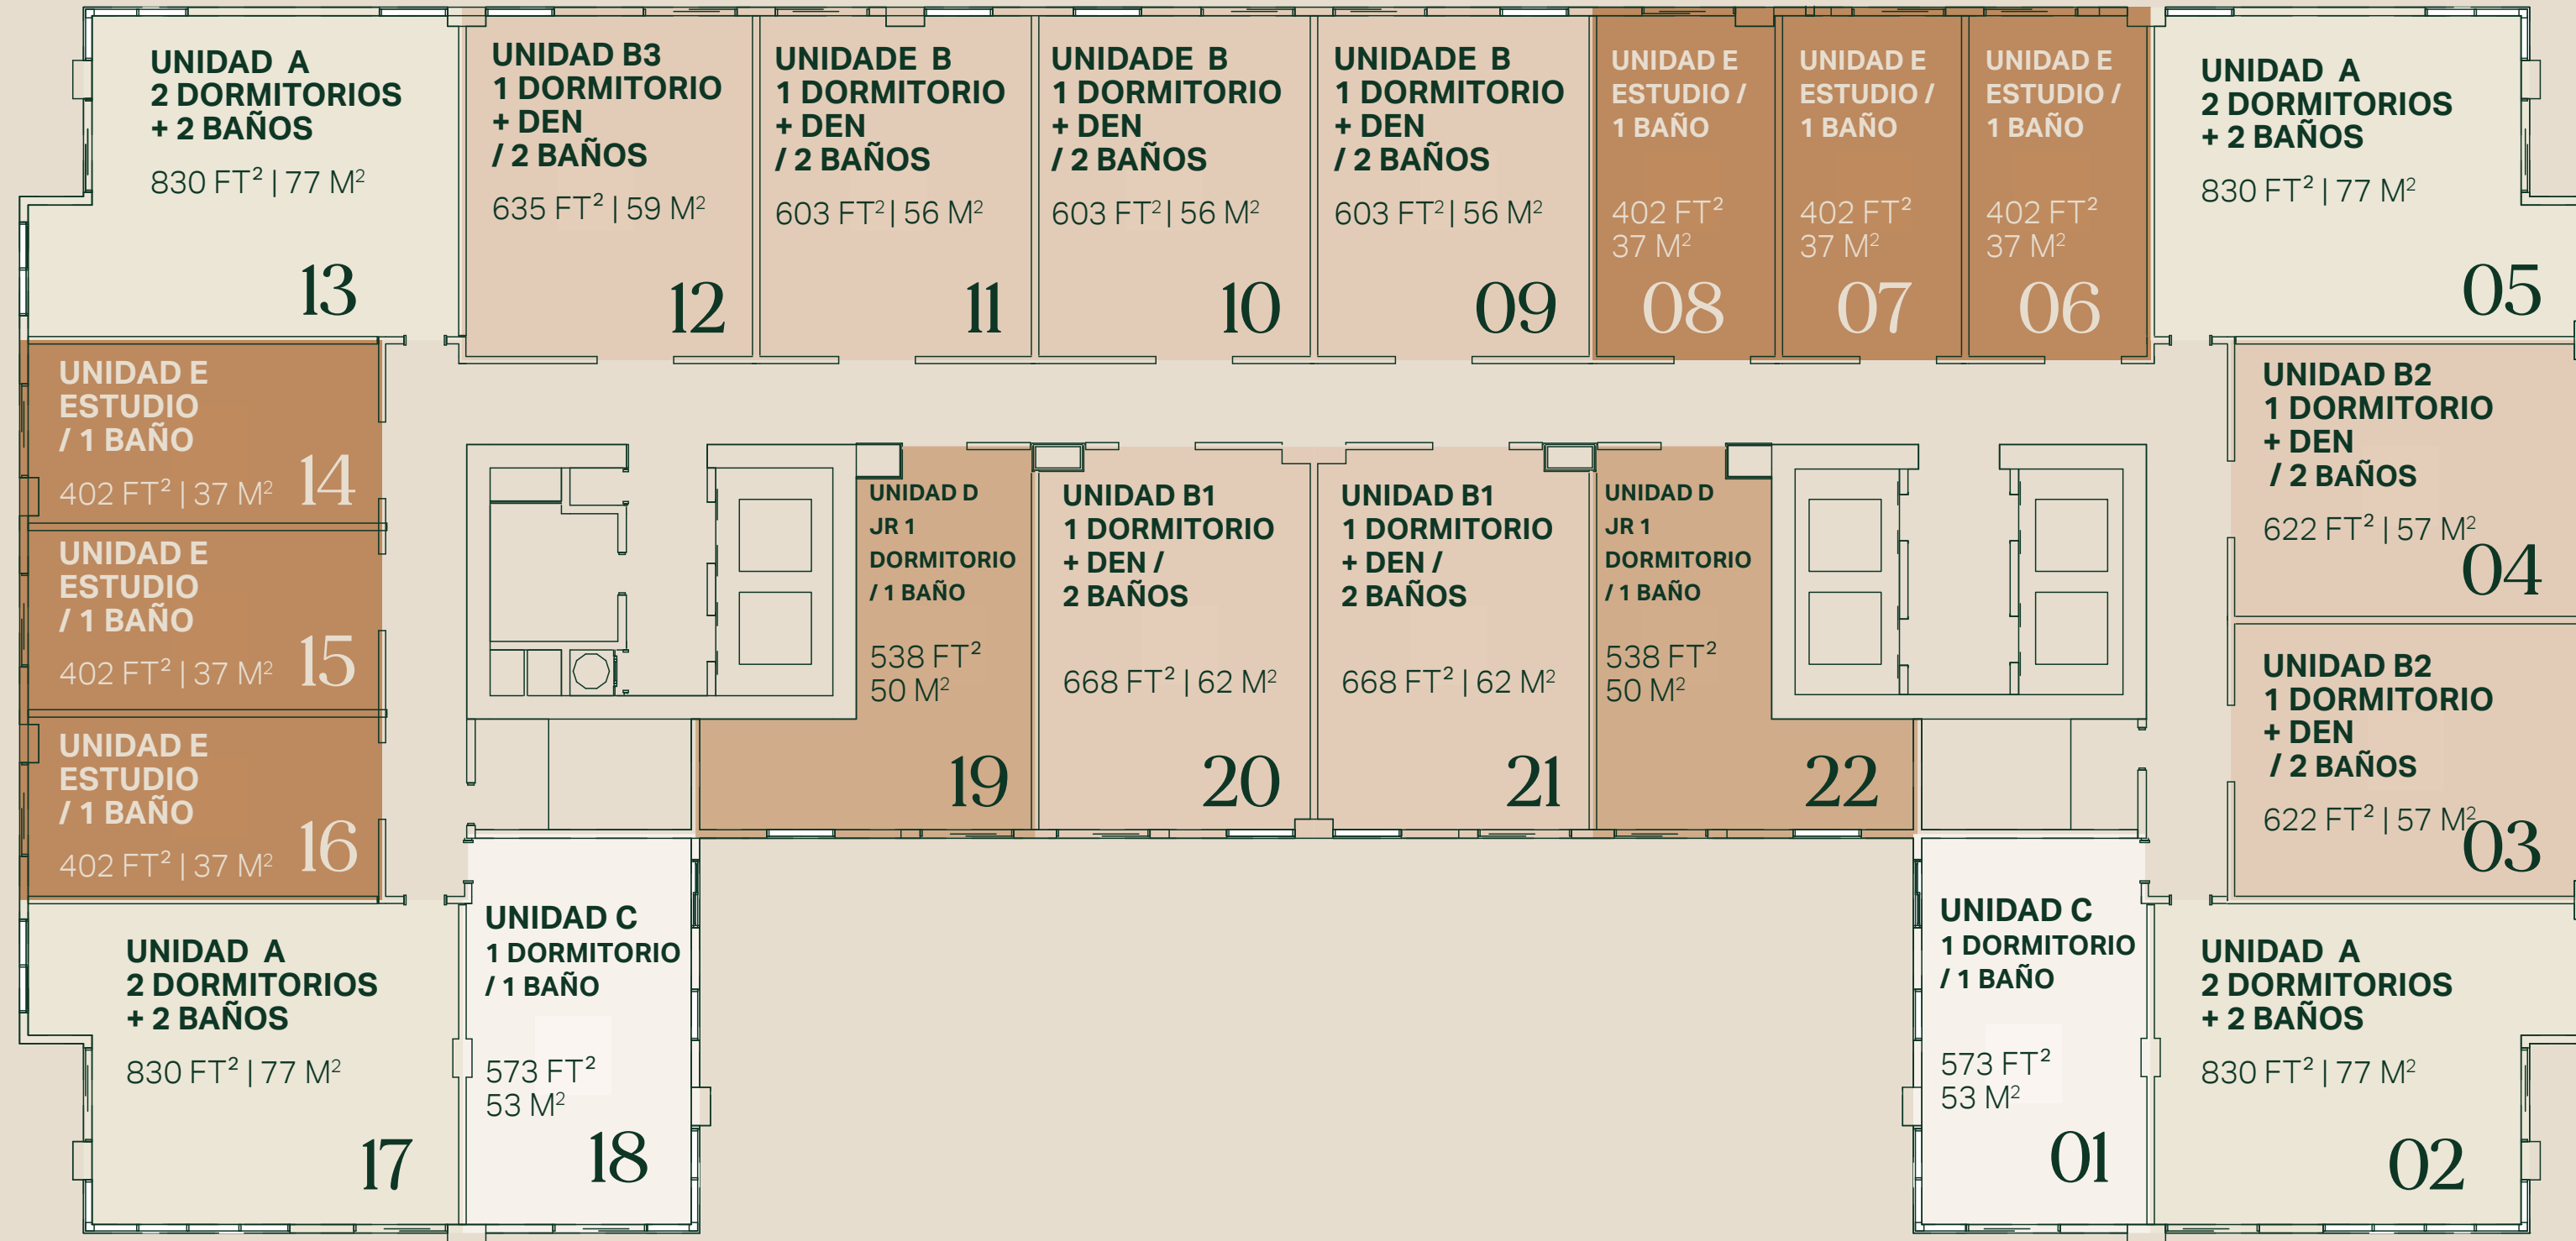 UNIDAD A
2 DORMITORIOS
+ 2 BAÑOS
830 FT² | 77 M²
13
UNIDAD B3
1 DORMITORIO
+ DEN
/ 2 BAÑOS
635 FT² | 59 M²
12
UNIDADE B
1 DORMITORIO
+ DEN
/ 2 BAÑOS
603 FT² | 56 M²
11
UNIDADE B
1 DORMITORIO
+ DEN
/ 2 BAÑOS
603 FT² | 56 M²
10
UNIDADE B
1 DORMITORIO
+ DEN
/ 2 BAÑOS
603 FT² | 56 M²
09
UNIDAD E
ESTUDIO /
1 BAÑO
402 FT²
37 M²
08
UNIDAD E
ESTUDIO /
1 BAÑO
402 FT²
37 M²
07
UNIDAD E
ESTUDIO /
1 BAÑO
402 FT²
37 M²
06
UNIDAD A
2 DORMITORIOS
+ 2 BAÑOS
830 FT² | 77 M²
05
UNIDAD E
ESTUDIO
/ 1 BAÑO
402 FT² | 37 M²
14
UNIDAD E
ESTUDIO
/ 1 BAÑO
402 FT² | 37 M²
15
UNIDAD E
ESTUDIO
/ 1 BAÑO
402 FT² | 37 M²
16
UNIDAD D
JR 1
DORMITORIO
/ 1 BAÑO
538 FT²
50 M²
19
UNIDAD B1
1 DORMITORIO
+ DEN /
2 BAÑOS
668 FT² | 62 M²
20
UNIDAD B1
1 DORMITORIO
+ DEN /
2 BAÑOS
668 FT² | 62 M²
21
UNIDAD D
JR 1
DORMITORIO
/ 1 BAÑO
538 FT²
50 M²
22
UNIDAD B2
1 DORMITORIO
+ DEN
/ 2 BAÑOS
622 FT² | 57 M²
04
UNIDAD B2
1 DORMITORIO
+ DEN
/ 2 BAÑOS
622 FT² | 57 M²
03
UNIDAD A
2 DORMITORIOS
+ 2 BAÑOS
830 FT² | 77 M²
17
UNIDAD C
1 DORMITORIO
/ 1 BAÑO
573 FT²
53 M²
18
UNIDAD C
1 DORMITORIO
/ 1 BAÑO
573 FT²
53 M²
01
UNIDAD A
2 DORMITORIOS
+ 2 BAÑOS
830 FT² | 77 M²
02